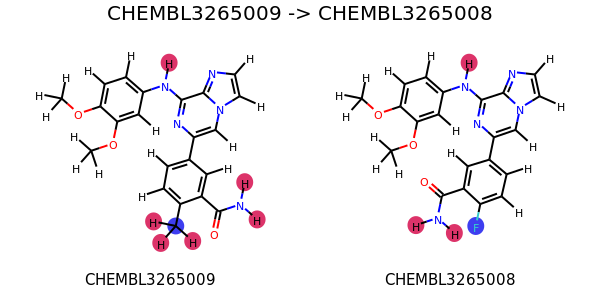 CHEMBL3265009 -> CHEMBL3265008
H H H H H N N N N H H H H H O O H H H H H H H H N H O H C H H H
H H H H H N N N N H H H H H O O H H H H H O N H H F H H
CHEMBL3265009 CHEMBL3265008